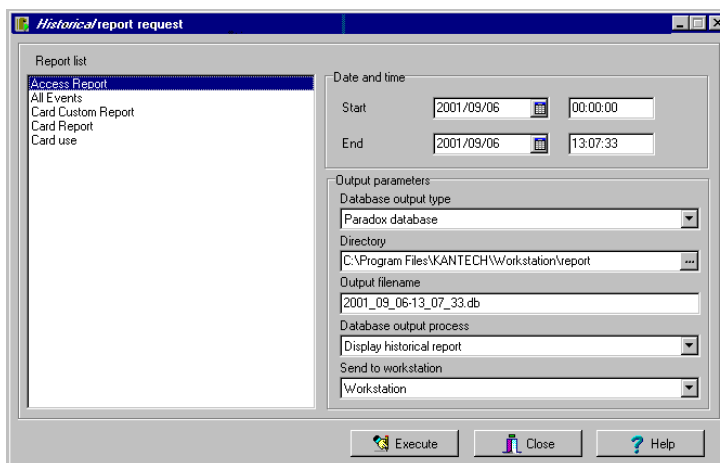 Historical report request
Report list
Access Report
All Events
Card Custom Report
Card Report
Card use
Date and time
Start 2001/09/06 00:00:00
End 2001/09/06 13:07:33
Output parameters
Database output type
Paradox database
Directory
C:\Program Files\KANTECH\Workstation\report
...
Output filename
2001_09_06-13_07_33.db
Database output process
Display historical report
Send to workstation
Workstation
Execute Close ? Help